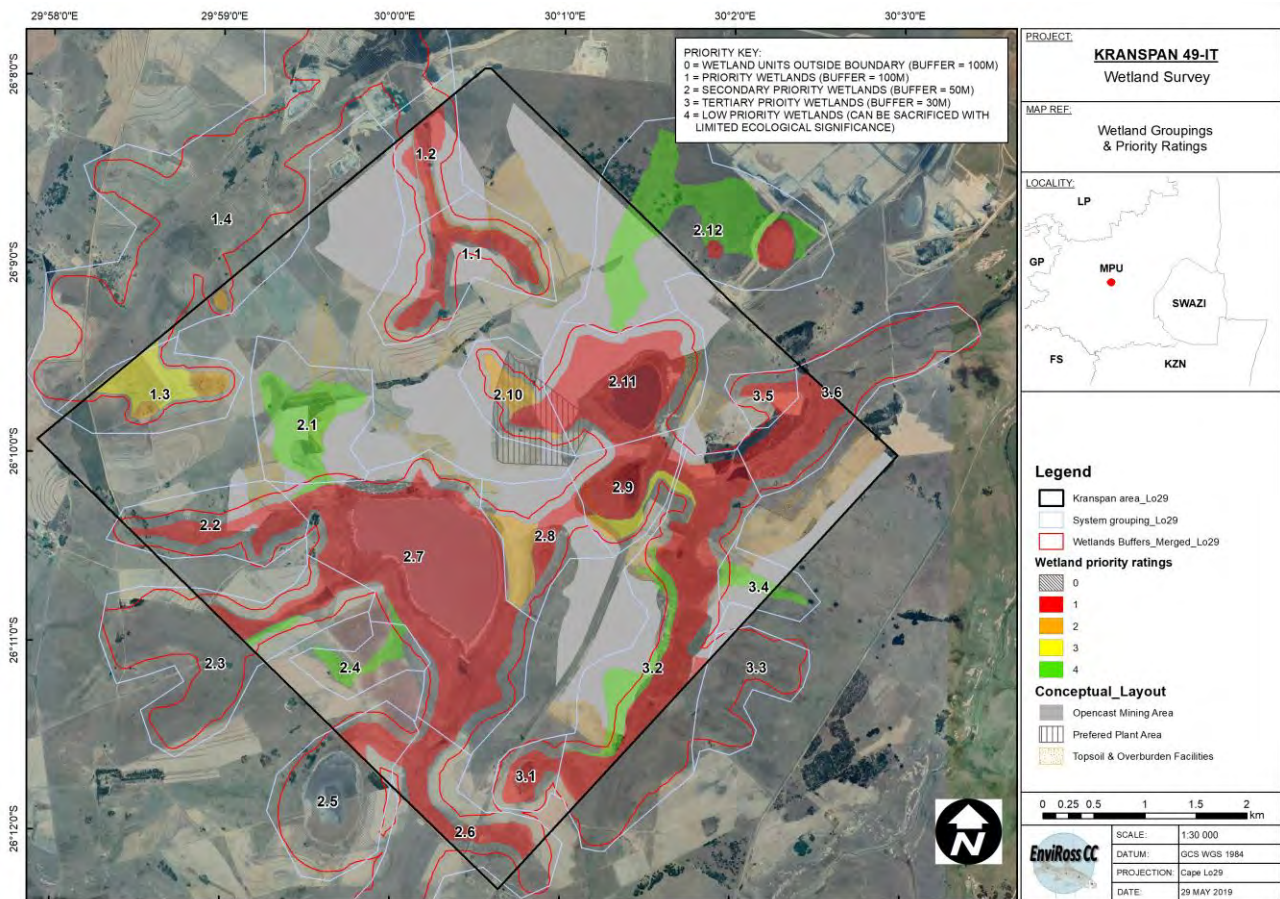 29°58'0"E 29°59'0"E 30°0'0"E 30°1'0"E 30°2'0"E 30°3'0"E
26°8'0"S
26°9'0"S
26°10'0"S
26°11'0"S
26°12'0"S
PRIORITY KEY:
0 = WETLAND UNITS OUTSIDE BOUNDARY (BUFFER = 100M)
1 = PRIORITY WETLANDS (BUFFER = 100M)
2 = SECONDARY PRIORITY WETLANDS (BUFFER = 50M)
3 = TERTIARY PRIOITY WETLANDS (BUFFER = 30M)
4 = LOW PRIORITY WETLANDS (CAN BE SACRIFICED WITH
LIMITED ECOLOGICAL SIGNIFICANCE)
1.2
1.4
2.12
1.1
1.3
2.10
2.11
3.5
3.6
2.1
2.9
2.2
2.8
2.7
3.4
2.3
2.4
3.2
3.3
3.1
2.5
2.6
N
PROJECT:
KRANSPAN 49-IT
Wetland Survey
MAP REF:
Wetland Groupings
& Priority Ratings
LOCALITY:
LP
GP
MPU
SWAZI
FS
KZN
Legend
Kranspan area_Lo29
System grouping_Lo29
Wetlands Buffers_Merged_Lo29
Wetland priority ratings
0
1
2
3
4
Conceptual_Layout
Opencast Mining Area
Prefered Plant Area
Topsoil & Overburden Facilities
0 0.25 0.5 1 1.5 2
km
EnviRoss CC
SCALE: 1:30 000
DATUM: GCS WGS 1984
PROJECTION: Cape Lo29
DATE: 29 MAY 2019